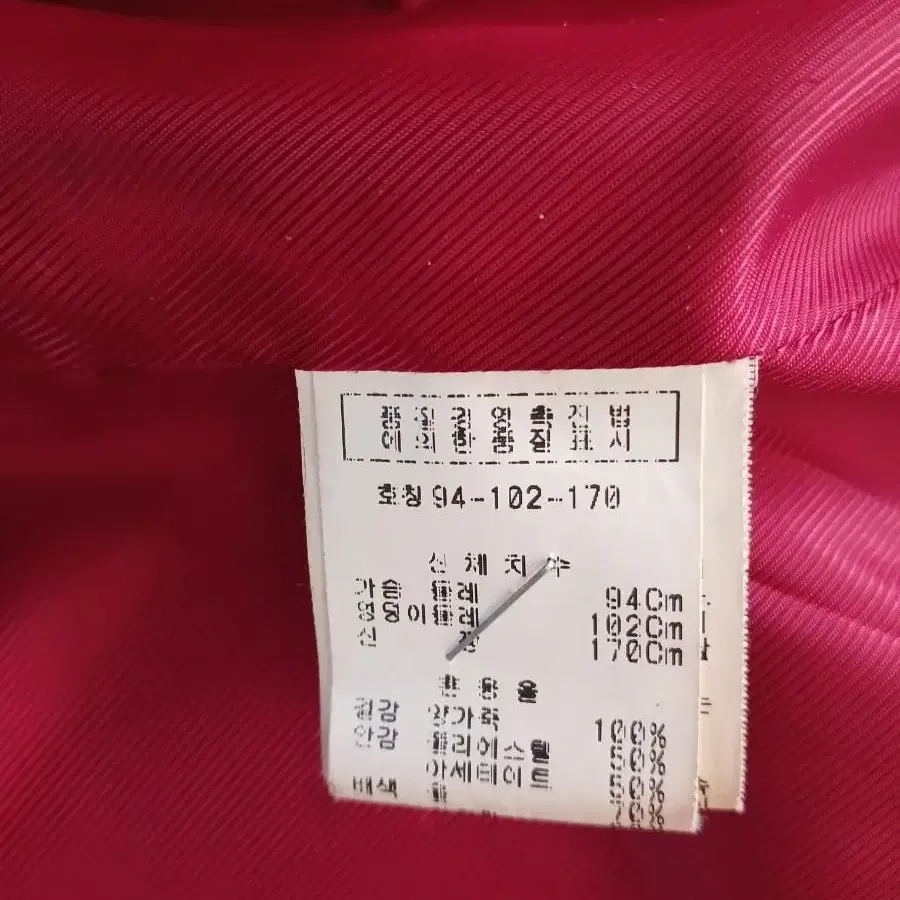 품질경영촉진법
에의한품질표시
호칭 94-102-170
신체치수
가슴둘레 94Cm
엉덩이둘레 102Cm
신장 170Cm
혼용율
겉감 양가죽 100%
안감 폴리에스텔 50%
아세테이트 50%
배색 70%